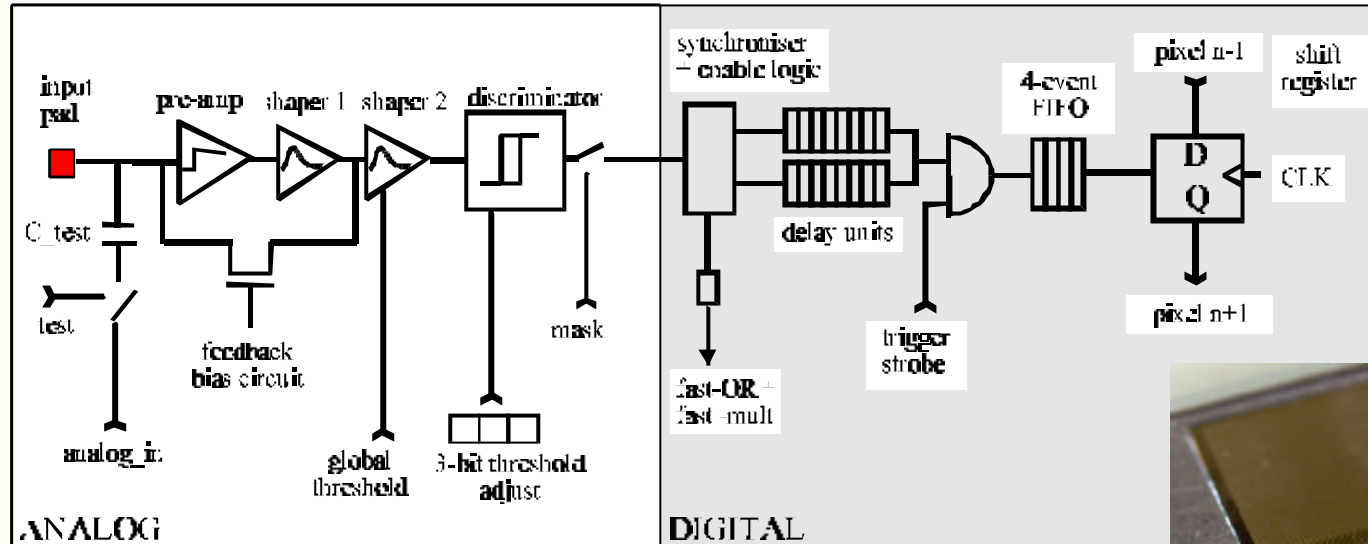 input
pad
pre-amp
shaper 1
shaper 2
discriminator
C_test
test
analog_in
feedback
bias circuit
global
threshold
3-bit threshold
adjust
mask
ANALOG
synchroniser
+ enable logic
delay units
fast-OR +
fast-mult
trigger
strobe
4-event
FIFO
pixel n-1
shift
register
D
Q
CLK
pixel n+1
DIGITAL